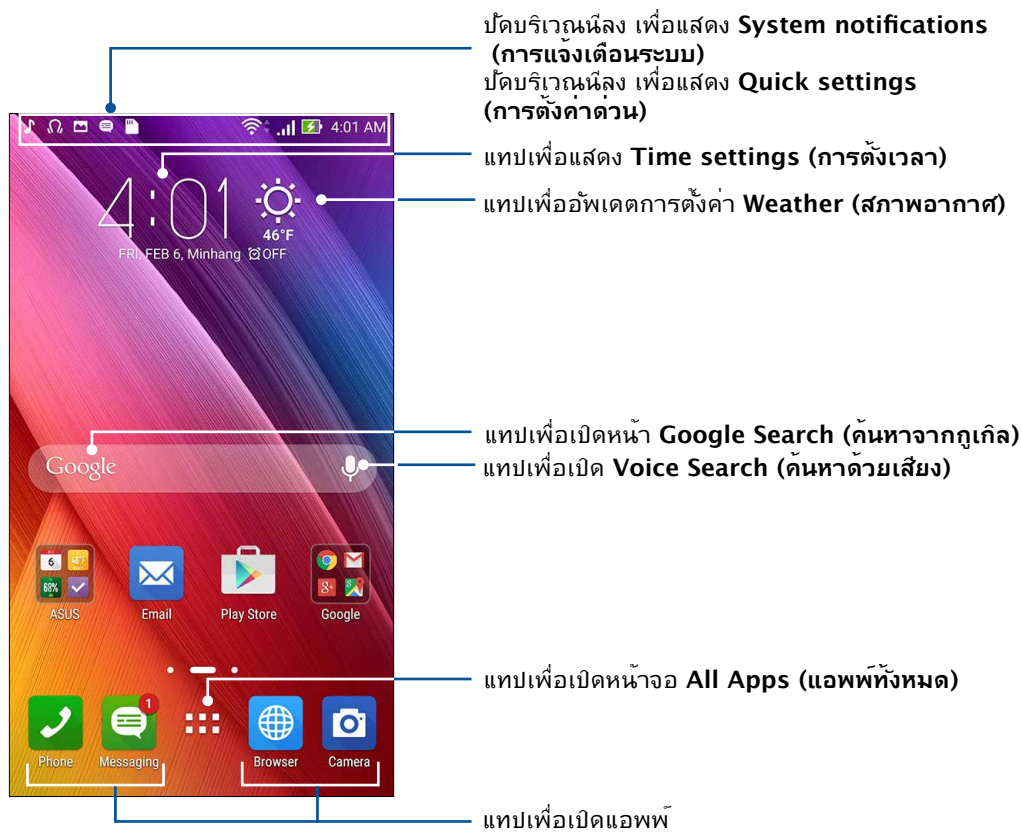 ปัดบริเวณนี้ลง เพื่อแสดง System notifications
(การแจ้งเตือนระบบ)
ปัดบริเวณนี้ลง เพื่อแสดง Quick settings
(การตั้งค่าด่วน)
4:01 AM
แทปเพื่อแสดง Time settings (การตั้งเวลา)
4:01
แทปเพื่ออัพเดตการตั้งค่า Weather (สภาพอากาศ)
46°F
FRI, FEB 6, Minhang OFF
แทปเพื่อเปิดหน้า Google Search (ค้นหาจากกูเกิล)
Google
แทปเพื่อเปิด Voice Search (ค้นหาด้วยเสียง)
6 46°F
68% 8+
ASUS Email Play Store Google
แทปเพื่อเปิดหน้าจอ All Apps (แอพพ์ทั้งหมด)
1
Phone Messaging Browser Camera
แทปเพื่อเปิดแอพพ์